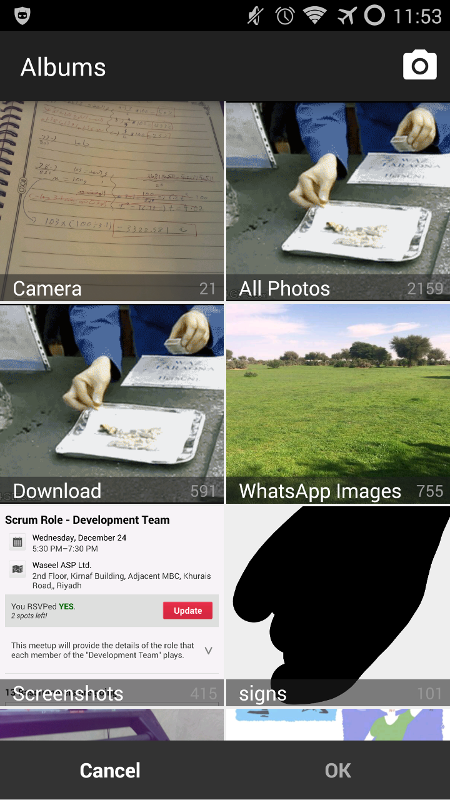 11:53
Albums
Camera 21
All Photos 2159
Download 591
WhatsApp Images 755
Scrum Role - Development Team
Wednesday, December 24
5:30 PM–7:30 PM
Waseel ASP Ltd.
2nd Floor, Kimaf Building, Adjacent MBC, Khurais
Road,, Riyadh
You RSVPed YES.
2 spots left!
Update
This meetup will provide the details of the role that
each member of the "Development Team" plays.
Screenshots 415
signs 101
Cancel
OK